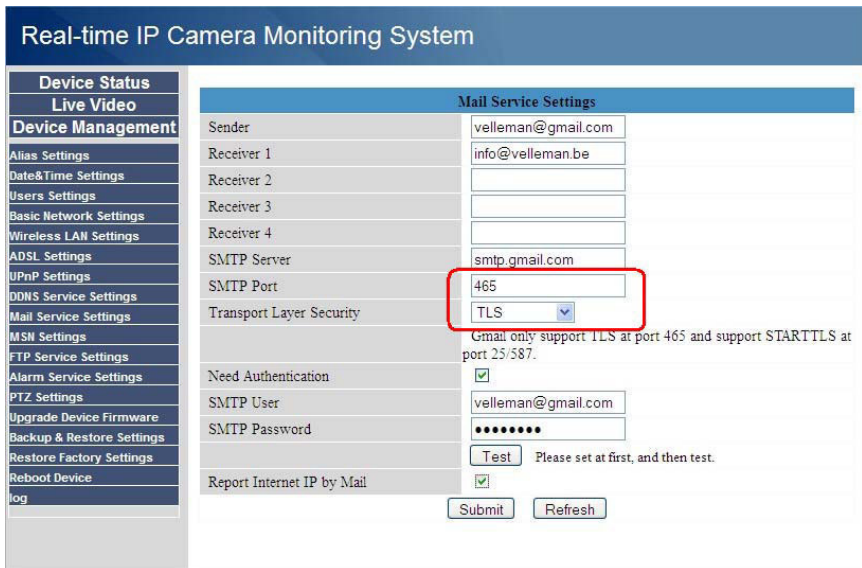 Real-time IP Camera Monitoring System
Device Status
Live Video
Device Management
Alias Settings
Date&Time Settings
Users Settings
Basic Network Settings
Wireless LAN Settings
ADSL Settings
UPnP Settings
DDNS Service Settings
Mail Service Settings
MSN Settings
FTP Service Settings
Alarm Service Settings
PTZ Settings
Upgrade Device Firmware
Backup & Restore Settings
Restore Factory Settings
Reboot Device
log
Mail Service Settings
Sender velleman@gmail.com
Receiver 1 info@velleman.be
Receiver 2
Receiver 3
Receiver 4
SMTP Server smtp.gmail.com
SMTP Port 465
Transport Layer Security TLS
Gmail only support TLS at port 465 and support STARTTLS at
port 25/587.
Need Authentication
SMTP User velleman@gmail.com
SMTP Password ••••••••
Test Please set at first, and then test.
Report Internet IP by Mail
Submit Refresh